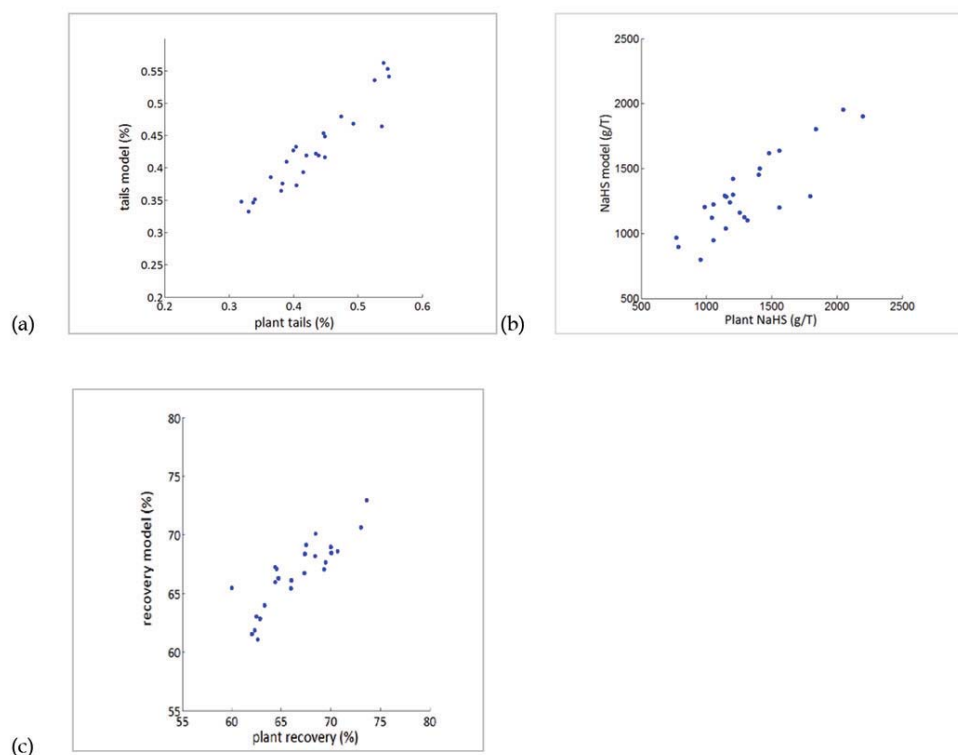 (a)
tails model (%)
0.55
0.5
0.45
0.4
0.35
0.3
0.25
0.2
0.2 0.3 0.4 0.5 0.6
plant tails (%)
(b)
NaHS model (g/T)
2500
2000
1500
1000
500
500 1000 1500 2000 2500
Plant NaHS (g/T)
(c)
recovery model (%)
80
75
70
65
60
55
55 60 65 70 75 80
plant recovery (%)